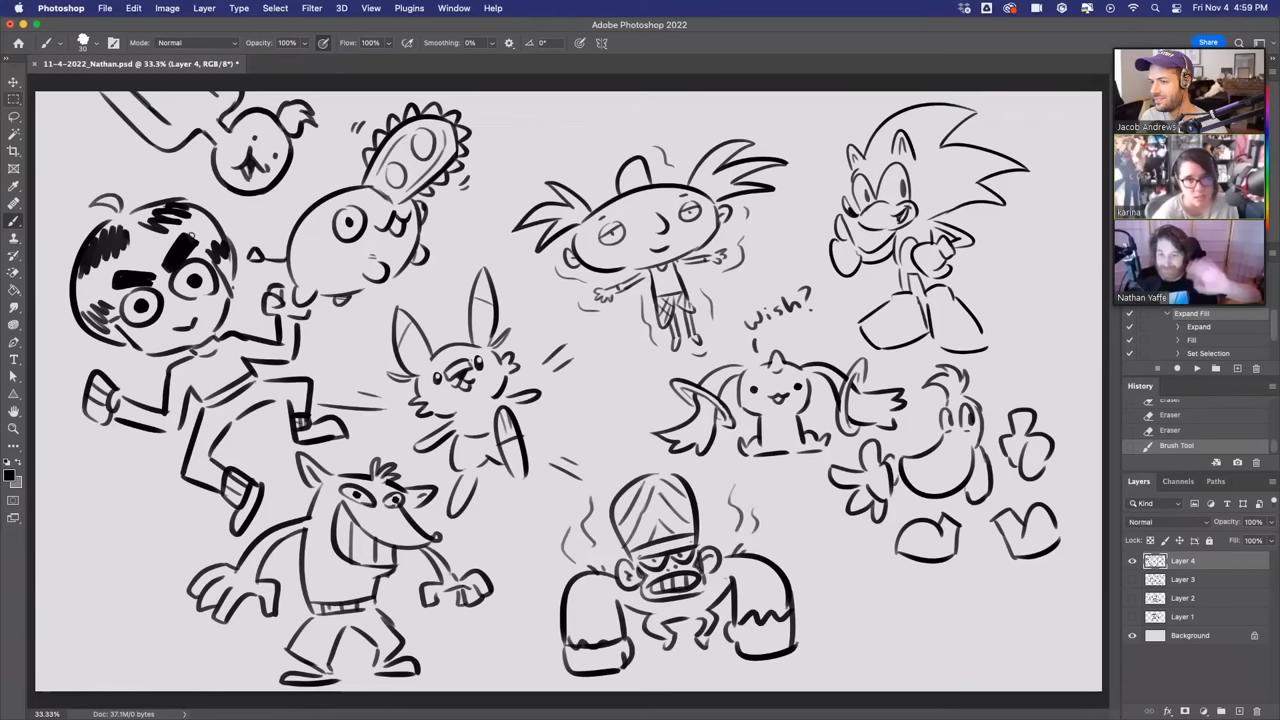 Photoshop File Edit Image Layer Type Select Filter 3D View Plugins Window Help Fri Nov 4 4:59 PM
Adobe Photoshop 2022
30 Mode: Normal Opacity: 100% Flow: 100% Smoothing: 0% 0° Share
11-4-2022_Nathan.psd @ 33.3% (Layer 4, RGB/8*) *
Jacob Andrews
karina
Nathan Yaffe
wish?
Expand Fill
Expand
Fill
Set Selection
History
Eraser
Eraser
Eraser
Brush Tool
Layers Channels Paths
Kind
Normal Opacity: 100%
Lock: Fill: 100%
Layer 4
Layer 3
Layer 2
Layer 1
Background
33.33% Doc: 37.1M/0 bytes